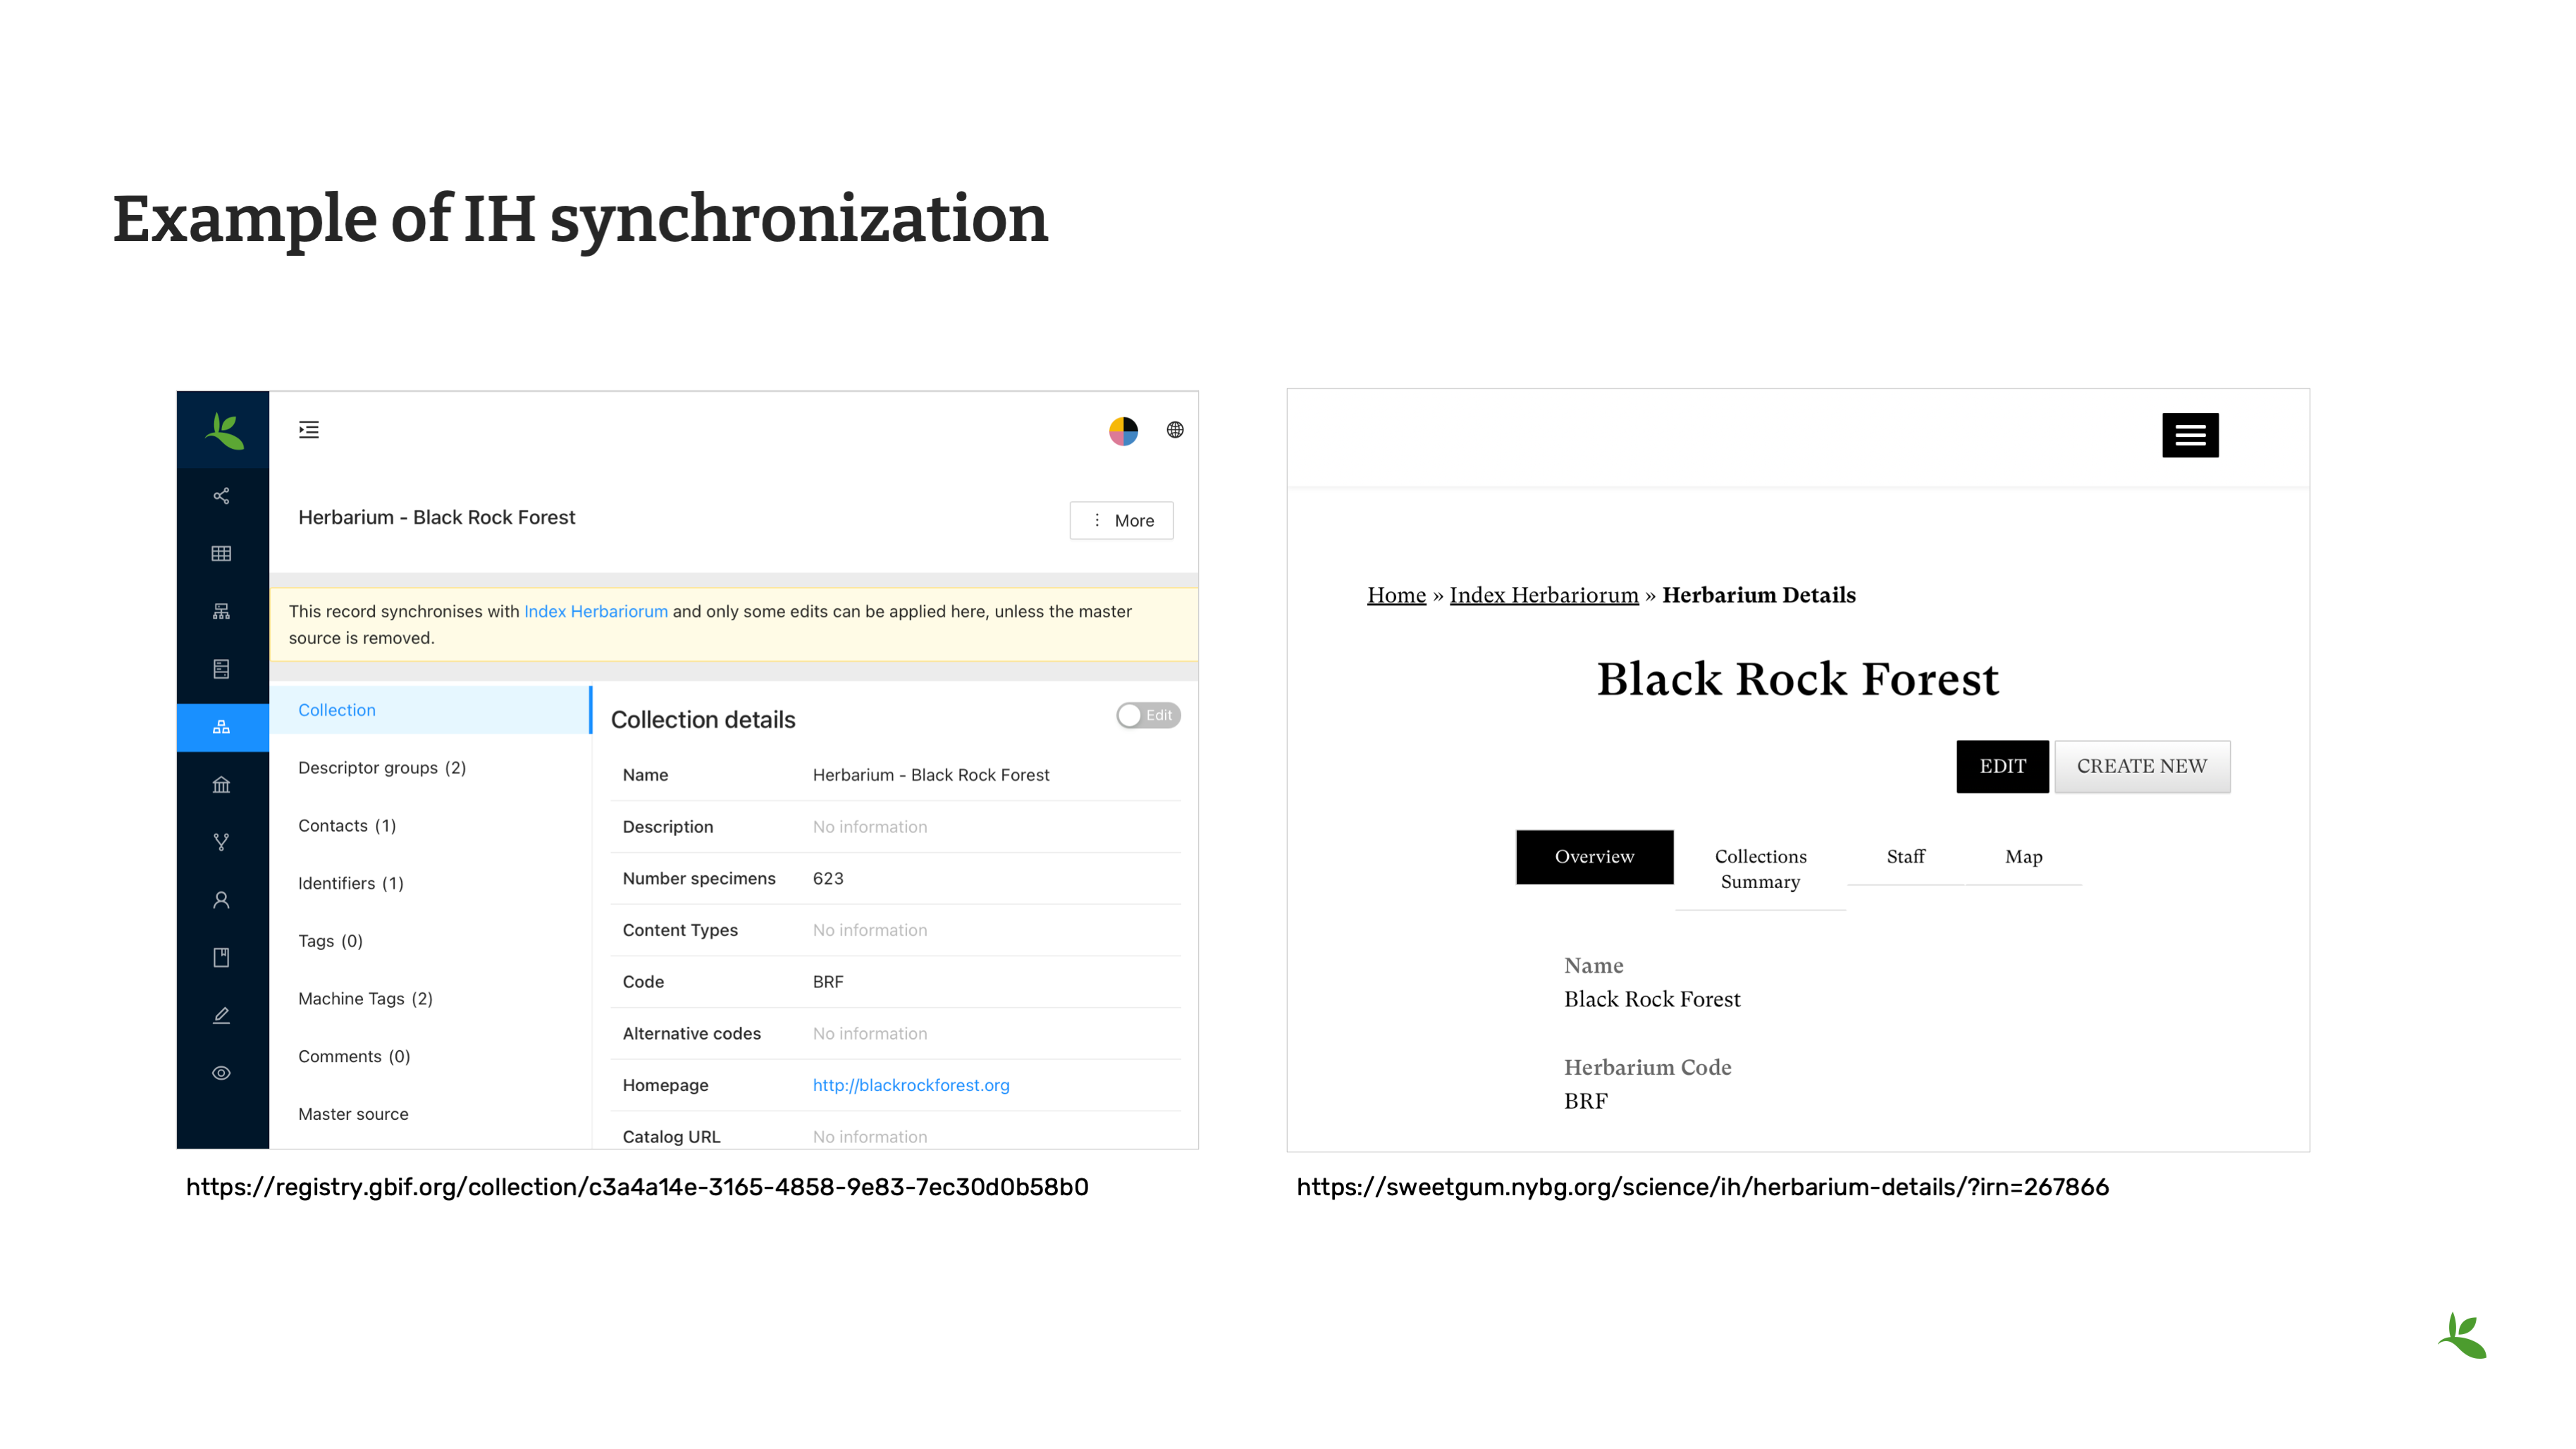 Example of IH synchronization
Herbarium - Black Rock Forest
⋮ More
This record synchronises with Index Herbariorum and only some edits can be applied here, unless the master
source is removed.
Collection
Descriptor groups (2)
Contacts (1)
Identifiers (1)
Tags (0)
Machine Tags (2)
Comments (0)
Master source
Collection details
Edit
Name Herbarium - Black Rock Forest
Description No information
Number specimens 623
Content Types No information
Code BRF
Alternative codes No information
Homepage http://blackrockforest.org
Catalog URL No information
https://registry.gbif.org/collection/c3a4a14e-3165-4858-9e83-7ec30d0b58b0
Home » Index Herbariorum » Herbarium Details
Black Rock Forest
EDIT CREATE NEW
Overview
Collections
Summary
Staff
Map
Name
Black Rock Forest
Herbarium Code
BRF
https://sweetgum.nybg.org/science/ih/herbarium-details/?irn=267866